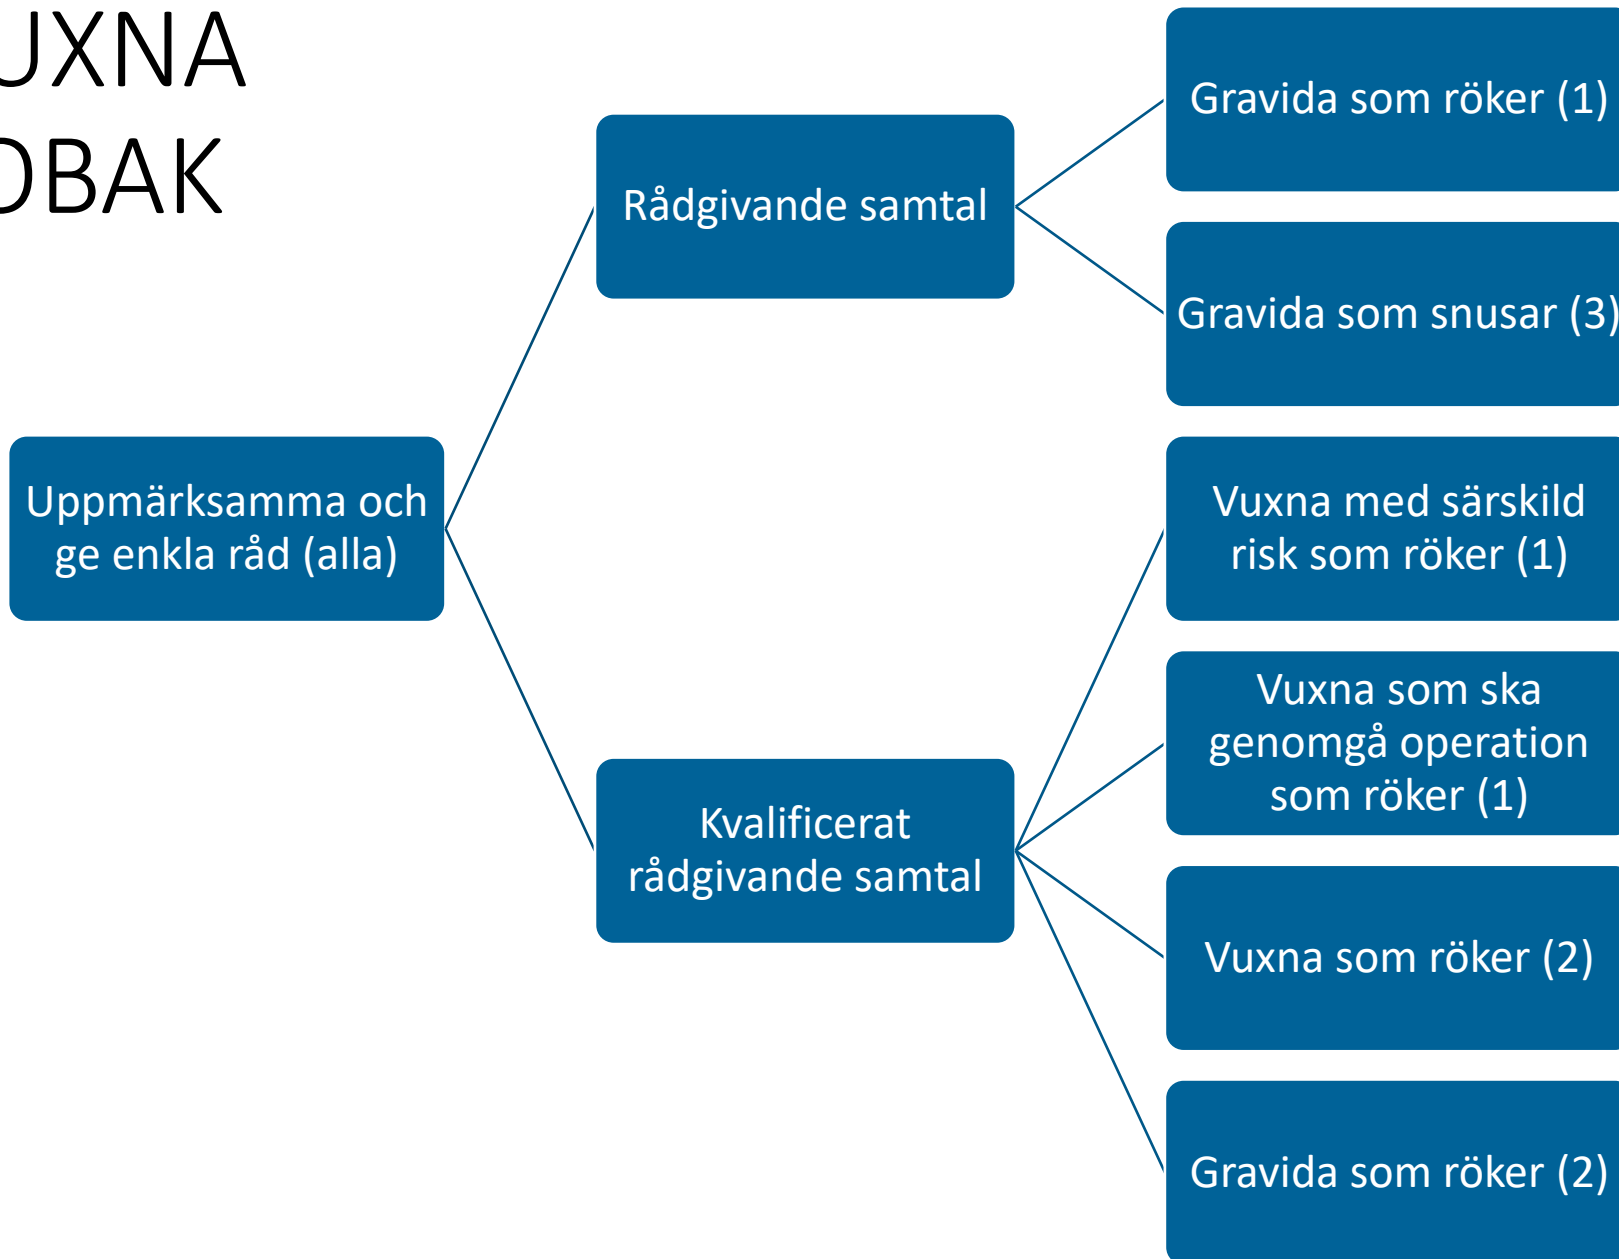 UXNA
OBAK
Uppmärksamma och
ge enkla råd (alla)
Rådgivande samtal
Gravida som röker (1)
Gravida som snusar (3)
Kvalificerat
rådgivande samtal
Vuxna med särskild
risk som röker (1)
Vuxna som ska
genomgå operation
som röker (1)
Vuxna som röker (2)
Gravida som röker (2)